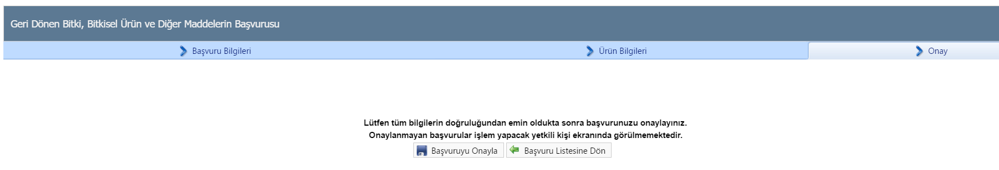 Geri Dönen Bitki, Bitkisel Ürün ve Diğer Maddelerin Başvurusu
Başvuru Bilgileri Ürün Bilgileri Onay
Lütfen tüm bilgilerin doğruluğundan emin oldukta sonra başvurunuzu onaylayınız.
Onaylanmayan başvurular işlem yapacak yetkili kişi ekranında görülmemektedir.
Başvuruyu Onayla Başvuru Listesine Dön